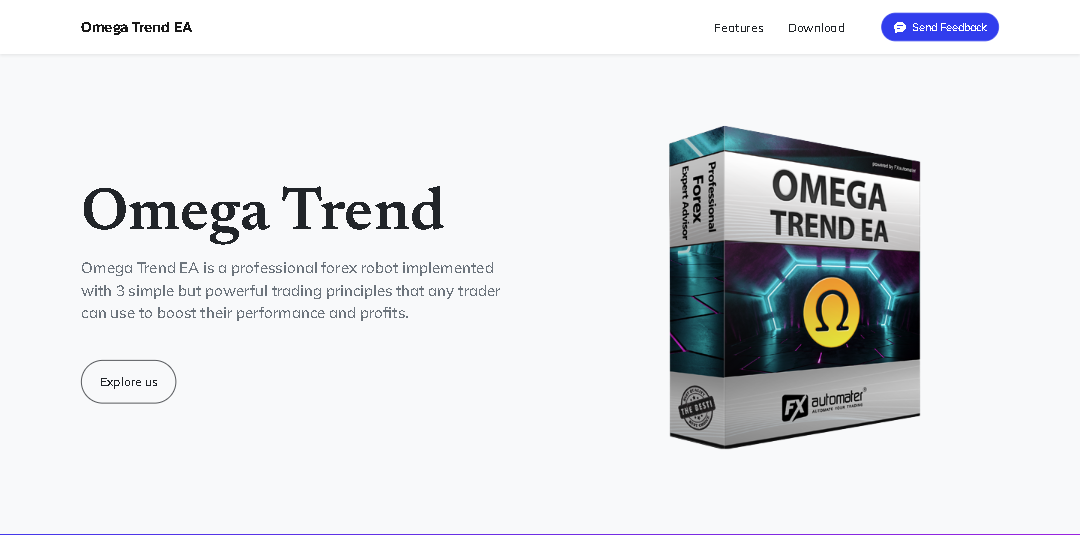 Omega Trend EA
Features
Download
Send Feedback
Omega Trend
Omega Trend EA is a professional forex robot implemented
with 3 simple but powerful trading principles that any trader
can use to boost their performance and profits.
Explore us
powered by FXautomater
Professional
Forex
Expert Advisor
OMEGA
TREND EA
Ω
THE BEST!
FX automater®
AUTOMATE YOUR TRADING